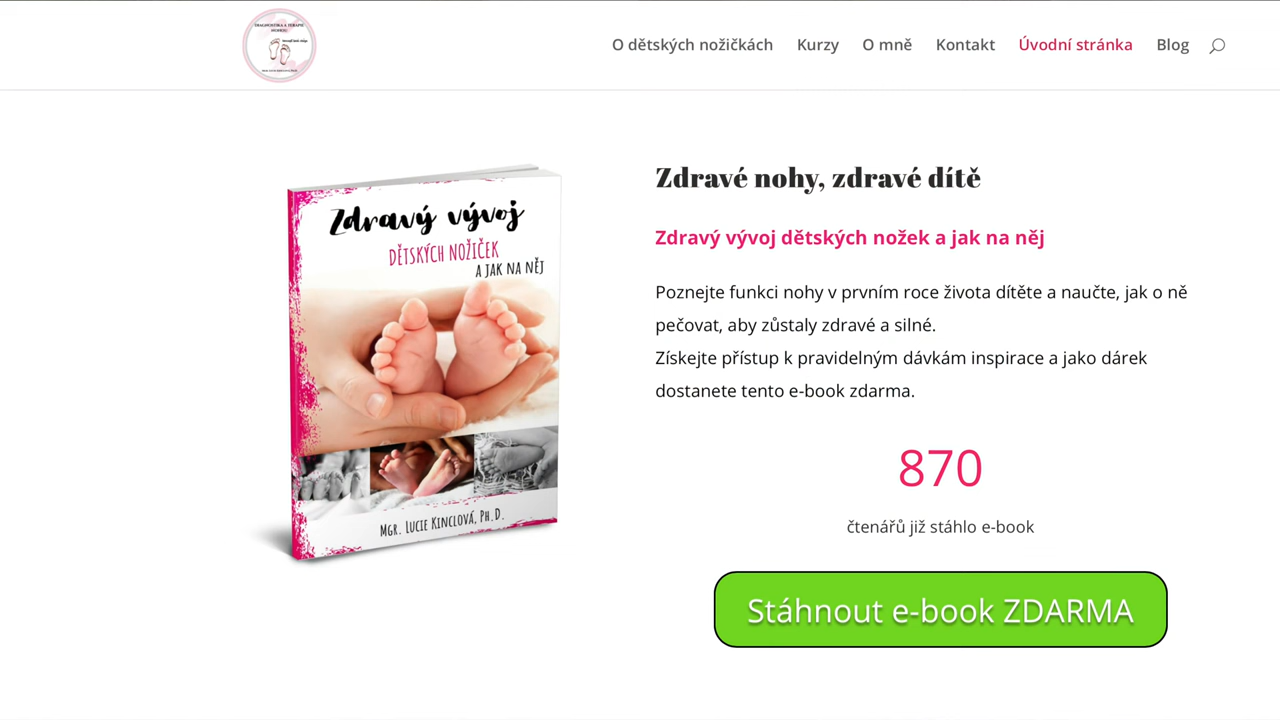 DIAGNOSTIKA A TERAPIE
O dětských nožičkách
Kurzy
O mně
Kontakt
Úvodní stránka
Blog
Zdravý vývoj
DĚTSKÝCH NOŽIČEK
A JAK NA NĚJ
MGR. LUCIE KINCLOVÁ, PH.D.
Zdravé nohy, zdravé dítě
Zdravý vývoj dětských nožek a jak na něj
Poznejte funkci nohy v prvním roce života dítěte a naučte, jak o ně
pečovat, aby zůstaly zdravé a silné.
Získejte přístup k pravidelným dávkám inspirace a jako dárek
dostanete tento e-book zdarma.
870
čtenářů již stáhlo e-book
Stáhnout e-book ZDARMA